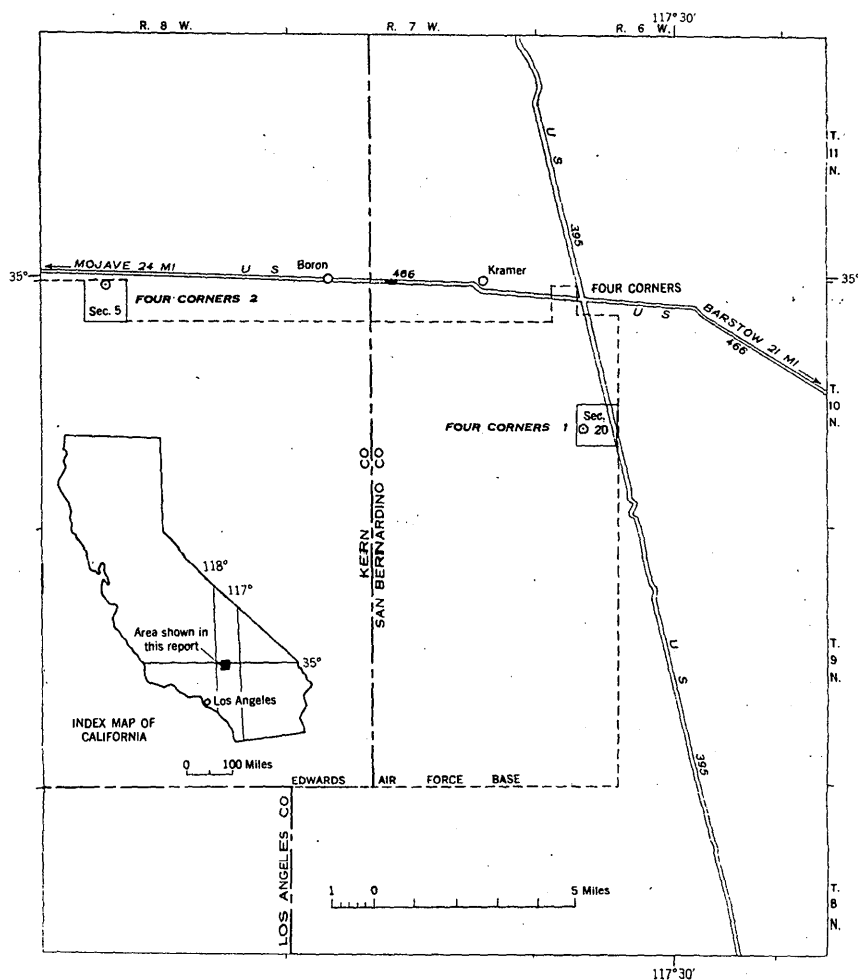 117°30'
R. 8 W.
R. 7 W.
R. 6 W.
T. 11 N.
U S
395
35°
MOJAVE 24 MI
U S
Boron
466
Kramer
FOUR CORNERS
35°
Sec. 5
FOUR CORNERS 2
U S
BARSTOW 21 MI
466
T. 10 N.
FOUR CORNERS 1
Sec. 20
KERN CO
SAN BERNARDINO CO
118°
117°
Area shown in
this report
35°
Los Angeles
INDEX MAP OF
CALIFORNIA
0 100 Miles
U S
T. 9 N.
395
EDWARDS AIR FORCE BASE
LOS ANGELES CO
1 0 5 Miles
T. 8 N.
117°30'